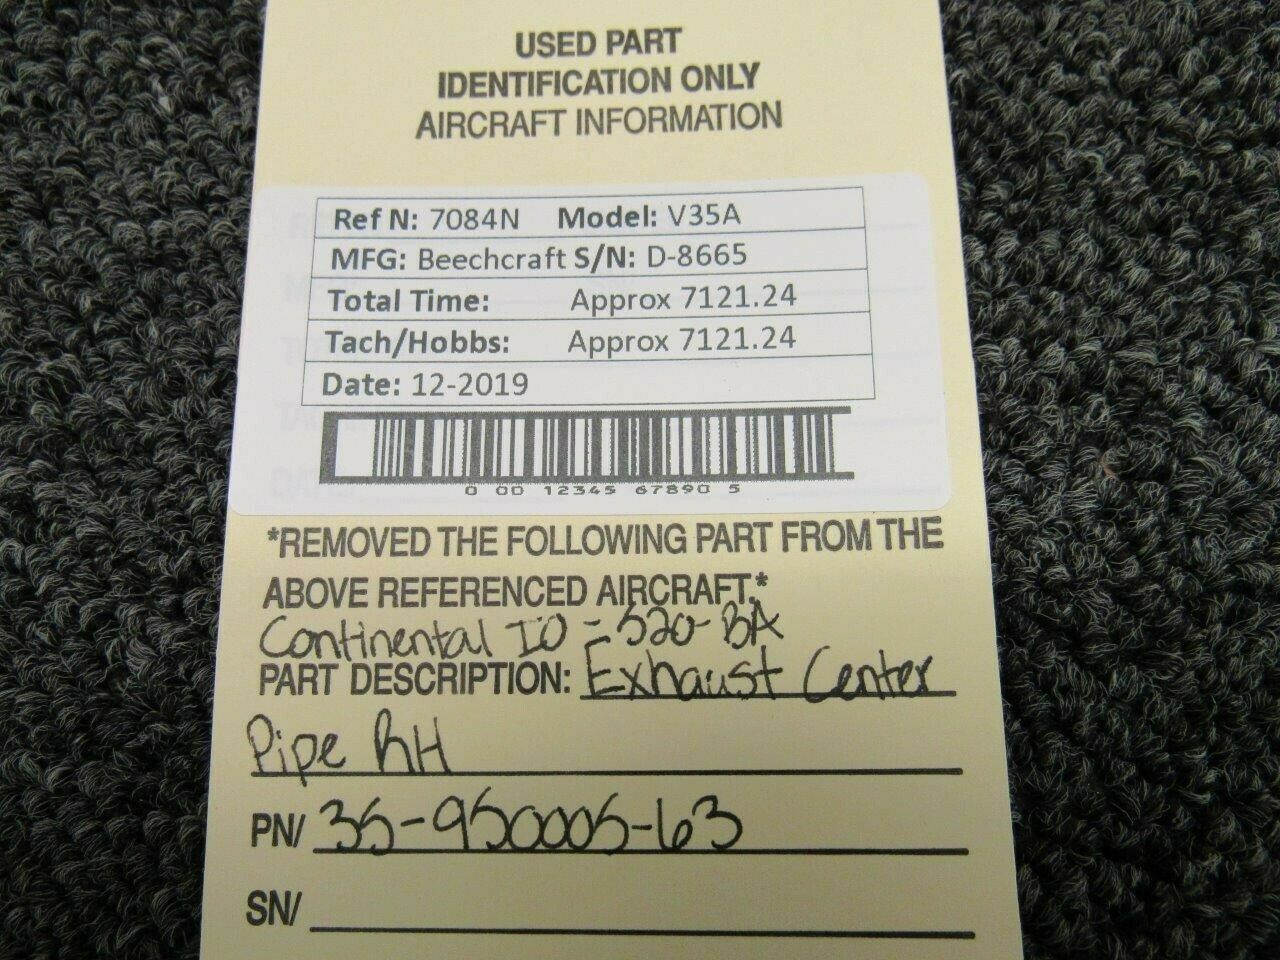 USED PART
IDENTIFICATION ONLY
AIRCRAFT INFORMATION
Ref N: 7084N Model: V35A
MFG: Beechcraft S/N: D-8665
Total Time: Approx 7121.24
Tach/Hobbs: Approx 7121.24
Date: 12-2019
0 00 12345 67890 5
*REMOVED THE FOLLOWING PART FROM THE
ABOVE REFERENCED AIRCRAFT.*
Continental IO-520-BA
PART DESCRIPTION: Exhaust Center
Pipe RH
PN/ 35-950005-63
SN/